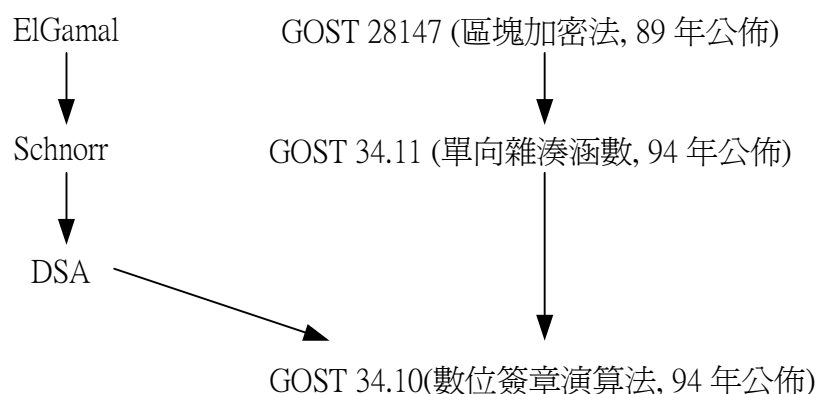 ElGamal
GOST 28147 (區塊加密法, 89 年公佈)
Schnorr
GOST 34.11 (單向雜湊涵數, 94 年公佈)
DSA
GOST 34.10(數位簽章演算法, 94 年公佈)